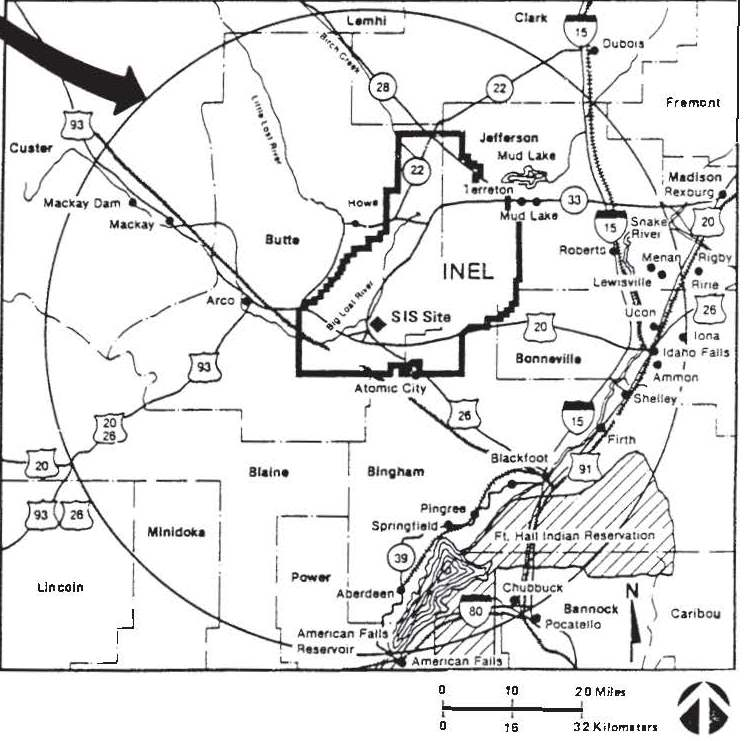 Lemhi
Clark
15
Dubois
Birch Creek
28
22
Fremont
93
Little Lost River
Custer
Jefferson
Mud Lake
22
Madison
Rexburg
Terreton
Mackay Dam
Howe
33
Mackay
Mud Lake
15
Snake
River
20
Butte
Roberts
Menan
Rigby
INEL
Lewisville
Ririe
Big Lost River
Arco
26
SIS Site
Ucon
20
Iona
Idaho Falls
93
Bonneville
Ammon
Atomic City
Shelley
26
15
20
26
Firth
Blackfoot
20
91
Blaine
Bingham
93
26
Pingree
Springfield
Minidoka
Ft. Hall Indian Reservation
39
Lincoln
Power
Aberdeen
Chubbuck
N
80
Bannock
Caribou
Pocatello
American Falls
Reservoir
American Falls
0 10 20 Miles
0 16 32 Kilometers